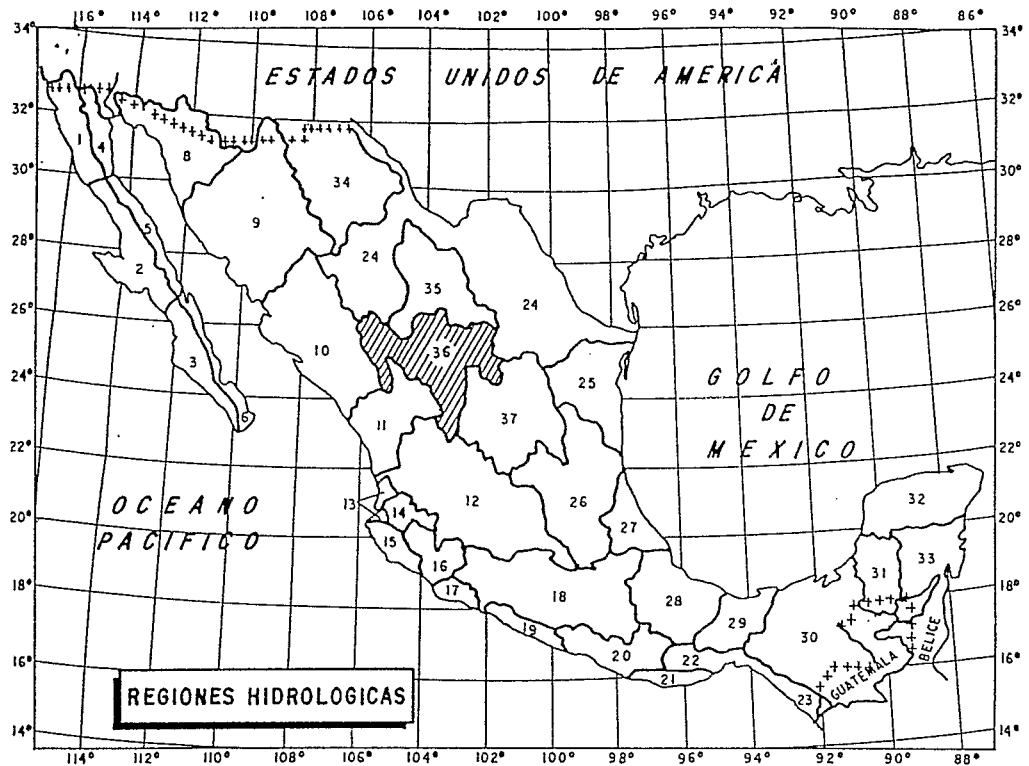 116° 114° 112° 110° 108° 106° 104° 102° 100° 98° 96° 94° 92° 90° 88° 86°
34° 34°
ESTADOS UNIDOS DE AMERICA
32° 32°
1 4 8
30° 34 30°
9
28° 5 24 28°
2 35 24
26° 26°
10 36
3 25
24° GOLFO 24°
DE
6 11 37
22° MEXICO 22°
OCEANO 13 12 26 32
20° 14 27 20°
PACIFICO 15
16 31 33
18° 17 18 28 18°
19 29 30 BELICE
16° 20 22 GUATEMALA 16°
21
REGIONES HIDROLOGICAS 23
14° 14°
114° 112° 110° 108° 106° 104° 102° 100° 98° 96° 94° 92° 90° 88°